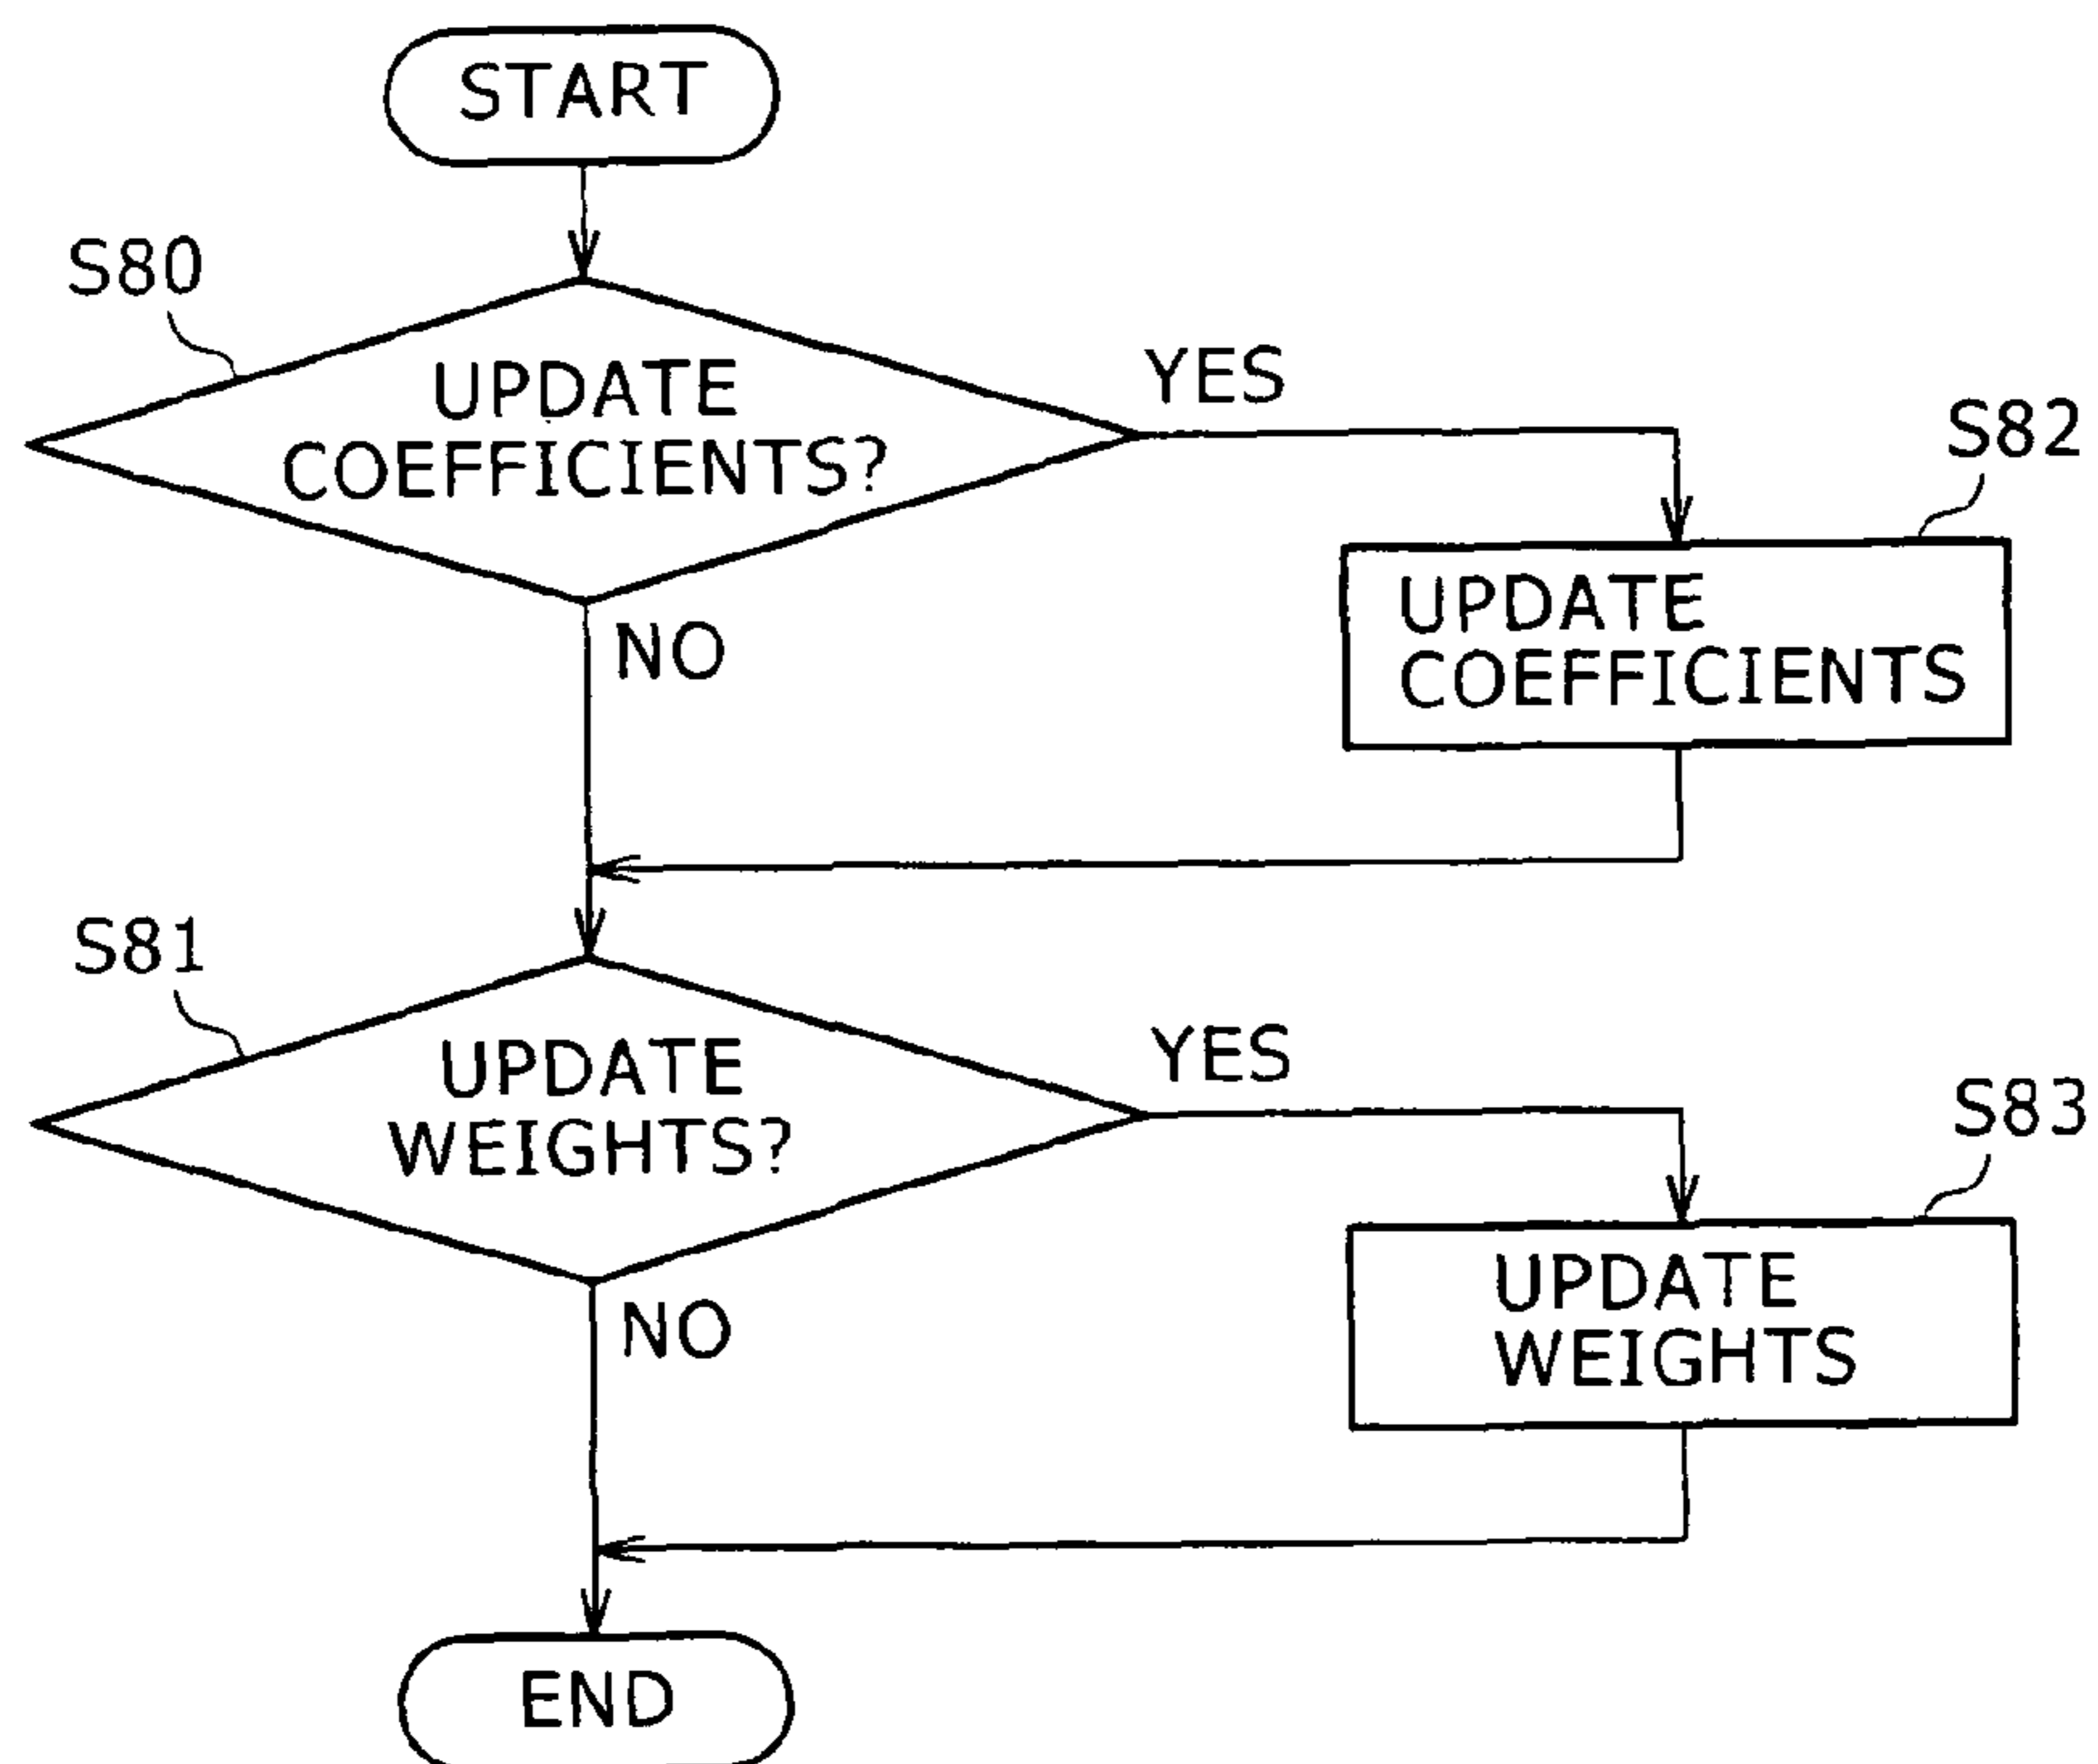 START
S80
UPDATE
COEFFICIENTS?
YES
S82
UPDATE
COEFFICIENTS
NO
S81
UPDATE
WEIGHTS?
YES
S83
UPDATE
WEIGHTS
NO
END